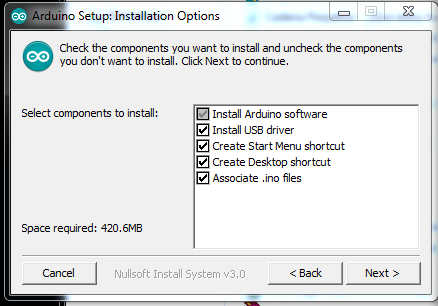 Arduino Setup: Installation Options
Check the components you want to install and uncheck the components
you don't want to install. Click Next to continue.
Select components to install:
Install Arduino software
Install USB driver
Create Start Menu shortcut
Create Desktop shortcut
Associate .ino files
Space required: 420.6MB
Cancel
Nullsoft Install System v3.0
< Back
Next >